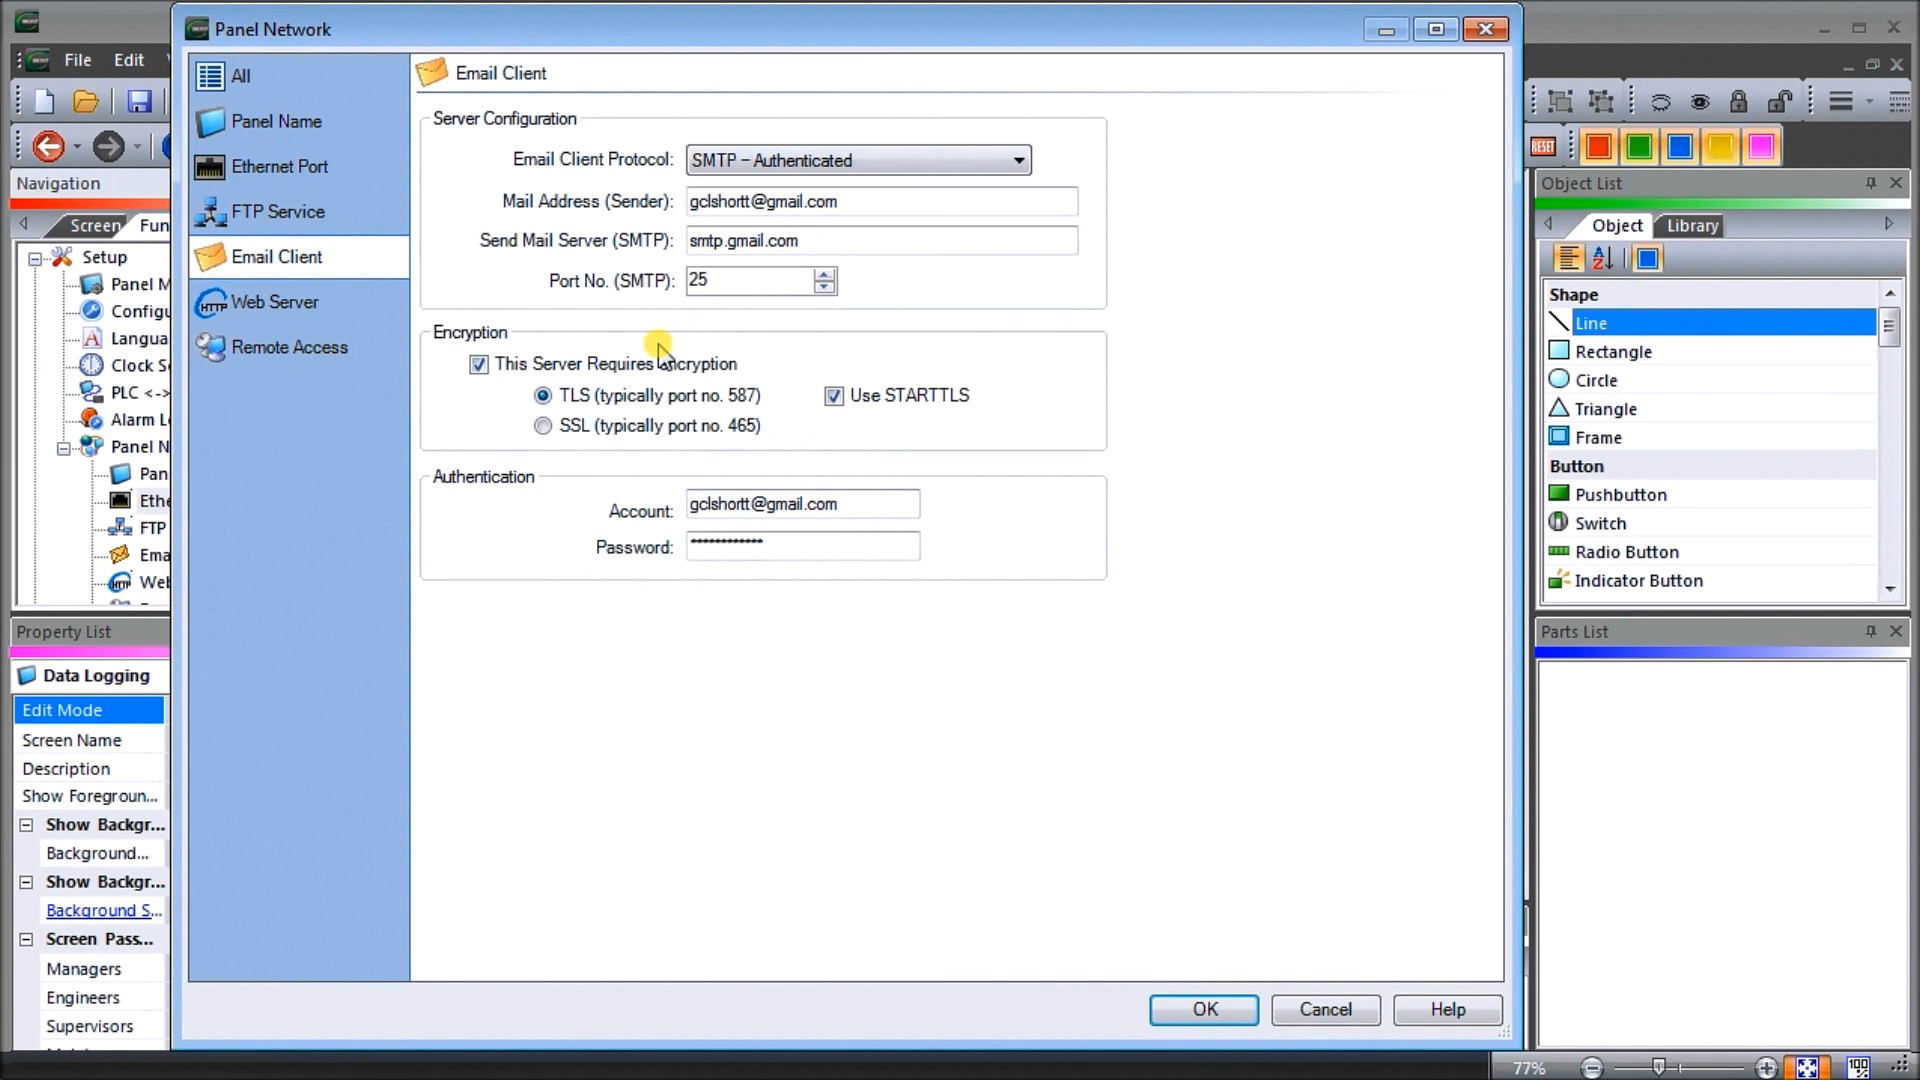 Panel Network
File Edit
Navigation
Screen Fun
Setup
Panel M
Configu
Langua
Clock S
PLC <->
Alarm L
Panel N
Pan
Ethe
FTP
Ema
Web
Property List
Data Logging
Edit Mode
Screen Name
Description
Show Foregroun...
Show Backgr...
Background...
Show Backgr...
Background S...
Screen Pass...
Managers
Engineers
Supervisors
All
Panel Name
Ethernet Port
FTP Service
Email Client
HTTP Web Server
Remote Access
Email Client
Server Configuration
Email Client Protocol: SMTP – Authenticated
Mail Address (Sender): gclshortt@gmail.com
Send Mail Server (SMTP): smtp.gmail.com
Port No. (SMTP): 25
Encryption
This Server Requires Encryption
TLS (typically port no. 587) Use STARTTLS
SSL (typically port no. 465)
Authentication
Account: gclshortt@gmail.com
Password: ************
OK Cancel Help
RESET
Object List
Object Library
Shape
Line
Rectangle
Circle
Triangle
Frame
Button
Pushbutton
Switch
Radio Button
Indicator Button
Parts List
77%
100